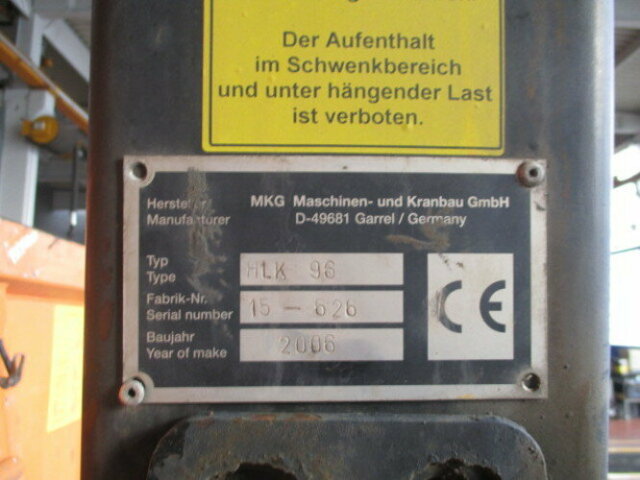 Der Aufenthalt
im Schwenkbereich
und unter hängender Last
ist verboten.
Hersteller MKG Maschinen- und Kranbau GmbH
Manufacturer D-49681 Garrel / Germany
Typ
Type HLK 96
Fabrik-Nr.
Serial number 15-626
Baujahr
Year of make 2006
CE